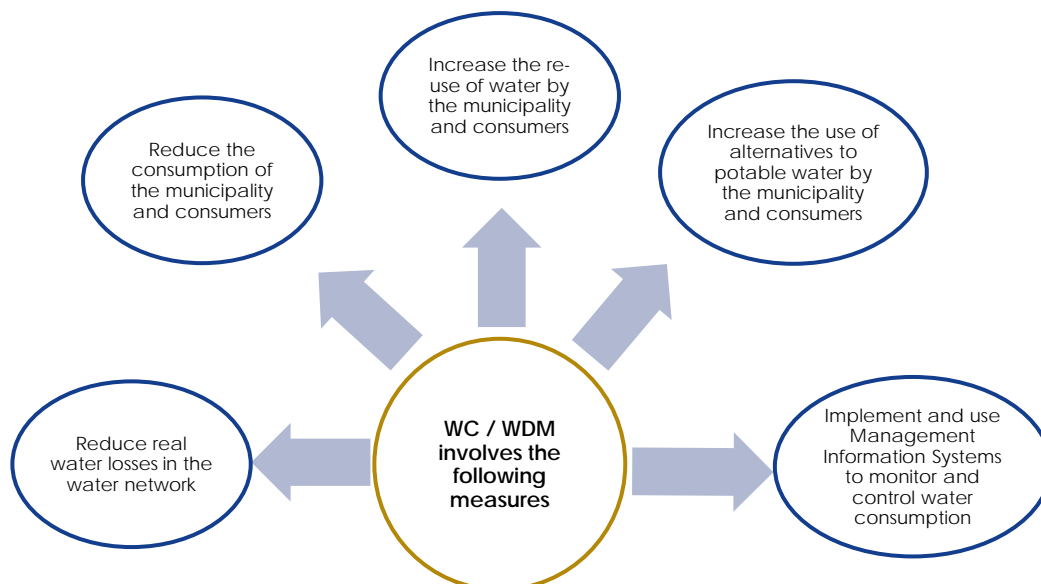 Increase the re-
use of water by
the municipality
and consumers
Reduce the
consumption of
the municipality
and consumers
Increase the use of
alternatives to
potable water by
the municipality
and consumers
Reduce real
water losses in the
water network
WC / WDM
involves the
following
measures
Implement and use
Management
Information Systems
to monitor and
control water
consumption